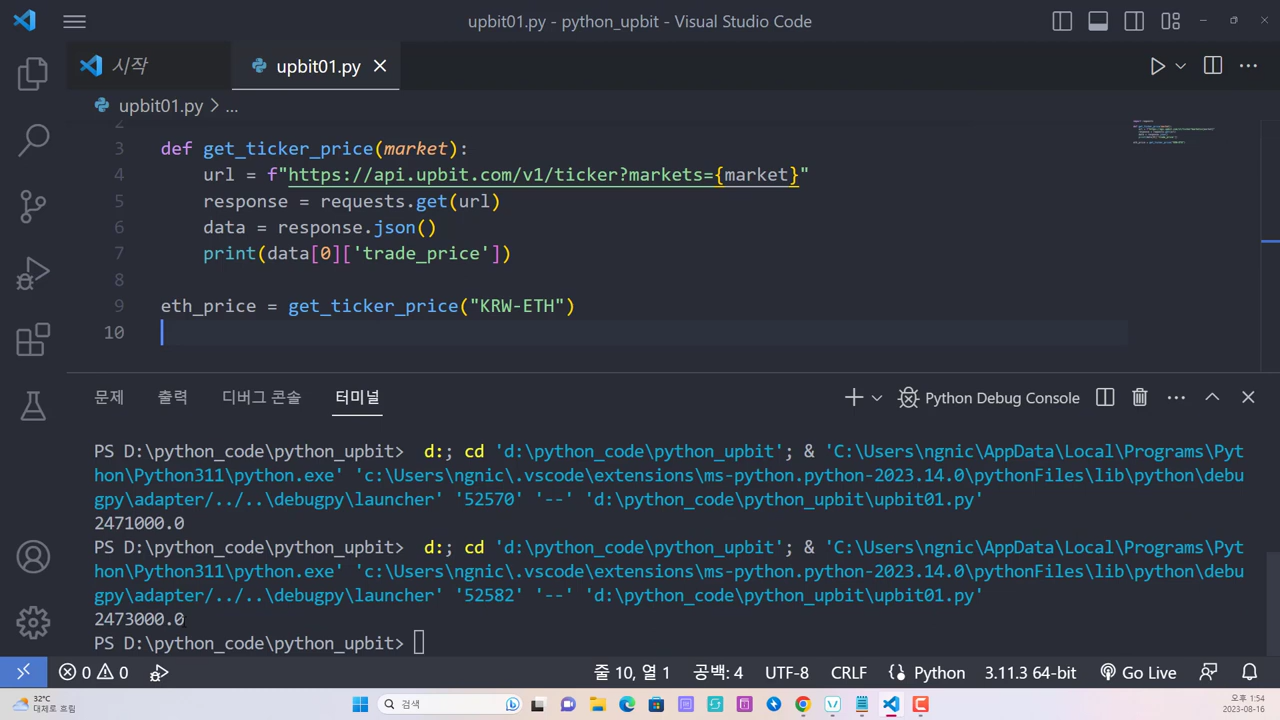 upbit01.py - python_upbit - Visual Studio Code
시작
upbit01.py
upbit01.py > ...
2
3 def get_ticker_price(market):
4 url = f"https://api.upbit.com/v1/ticker?markets={market}"
5 response = requests.get(url)
6 data = response.json()
7 print(data[0]['trade_price'])
8
9 eth_price = get_ticker_price("KRW-ETH")
10
문제 출력 디버그 콘솔 터미널 Python Debug Console
PS D:\python_code\python_upbit> d:; cd 'd:\python_code\python_upbit'; & 'C:\Users\ngnic\AppData\Local\Programs\Pyt
hon\Python311\python.exe' 'c:\Users\ngnic\.vscode\extensions\ms-python.python-2023.14.0\pythonFiles\lib\python\debu
gpy\adapter/../..\debugpy\launcher' '52570' '--' 'd:\python_code\python_upbit\upbit01.py'
2471000.0
PS D:\python_code\python_upbit> d:; cd 'd:\python_code\python_upbit'; & 'C:\Users\ngnic\AppData\Local\Programs\Pyt
hon\Python311\python.exe' 'c:\Users\ngnic\.vscode\extensions\ms-python.python-2023.14.0\pythonFiles\lib\python\debu
gpy\adapter/../..\debugpy\launcher' '52582' '--' 'd:\python_code\python_upbit\upbit01.py'
2473000.0
PS D:\python_code\python_upbit>
0 0 줄 10, 열 1 공백: 4 UTF-8 CRLF Python 3.11.3 64-bit Go Live
32°C
대체로 흐림
검색
오후 1:54
2023-08-16